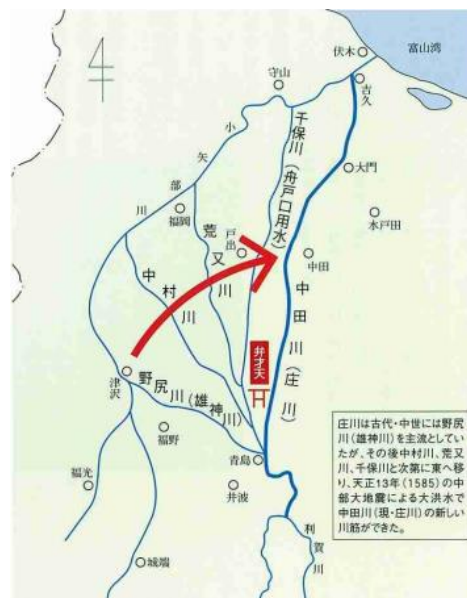 伏木
富山湾
守山
吉久
小矢部川
千保川（舟戸口用水）
大門
福岡
荒又川
戸出
水戸田
中田
中村川
中田川（庄川）
弁才天
津沢
野尻川（雄神川）
福野
青島
福光
井波
利賀川
城端
庄川は古代・中世には野尻
川（雄神川）を主流としてい
たが、その後中村川、荒又
川、千保川と次第に東へ移
り、天正13年（1585）の中
部大地震による大洪水で
中田川（現・庄川）の新しい
川筋ができた。